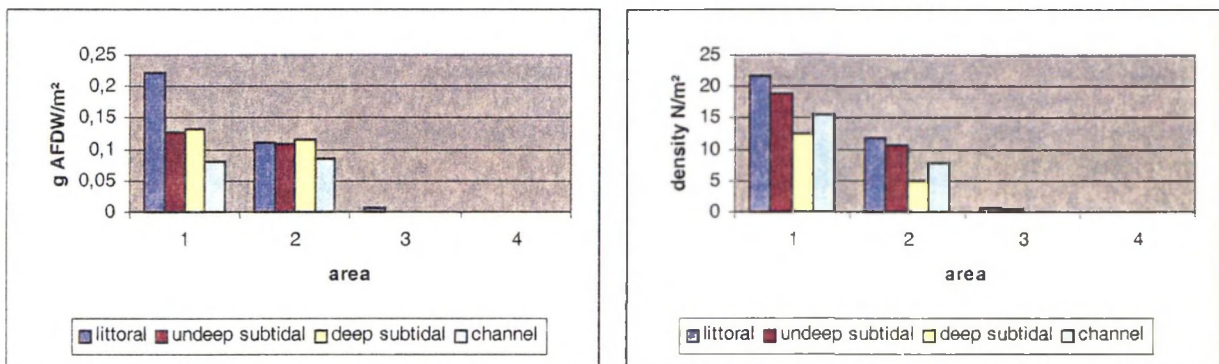 g AFDW/m²
0,25
0,2
0,15
0,1
0,05
0
1 2 3 4
area
littoral undeep subtidal deep subtidal channel
density N/m²
25
20
15
10
5
0
1 2 3 4
area
littoral undeep subtidal deep subtidal channel